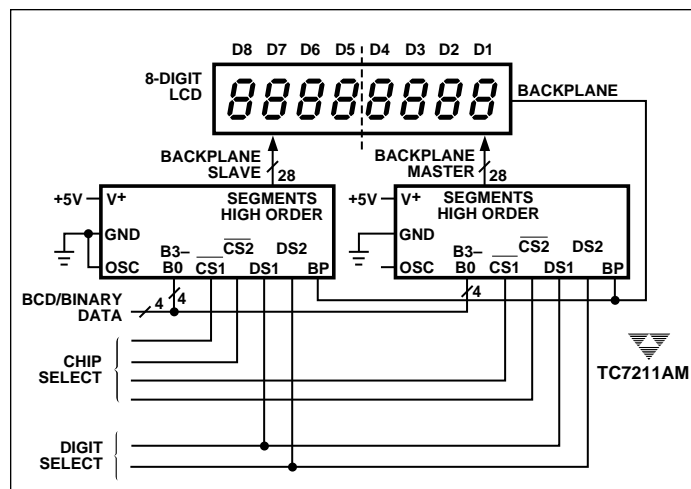 D8 D7 D6 D5 D4 D3 D2 D1
8-DIGIT
LCD
88888888
BACKPLANE
BACKPLANE
SLAVE
28
BACKPLANE
MASTER
28
+5V
V+
SEGMENTS
HIGH ORDER
GND
OSC
B3–
B0
CS1
CS2
DS1
DS2
BP
+5V
V+
SEGMENTS
HIGH ORDER
GND
OSC
B3–
B0
CS1
CS2
DS1
DS2
BP
BCD/BINARY
DATA
4
4
4
CHIP
SELECT
TC7211AM
DIGIT
SELECT